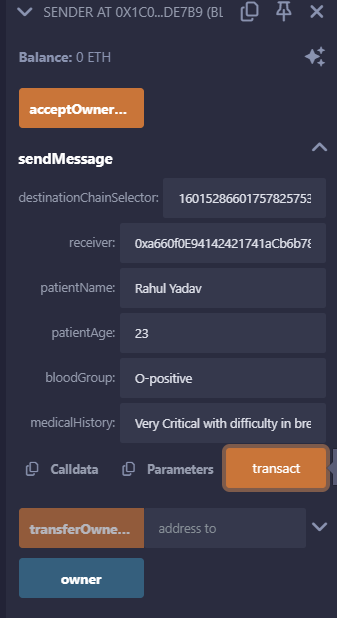 SENDER AT 0X1C0...DE7B9 (BL
Balance: 0 ETH
acceptOwner...
sendMessage
destinationChainSelector: 16015286601757825753
receiver: 0xa660f0E94142421741aCb6b78
patientName: Rahul Yadav
patientAge: 23
bloodGroup: O-positive
medicalHistory: Very Critical with difficulty in bre
Calldata Parameters transact
transferOwne... address to
owner